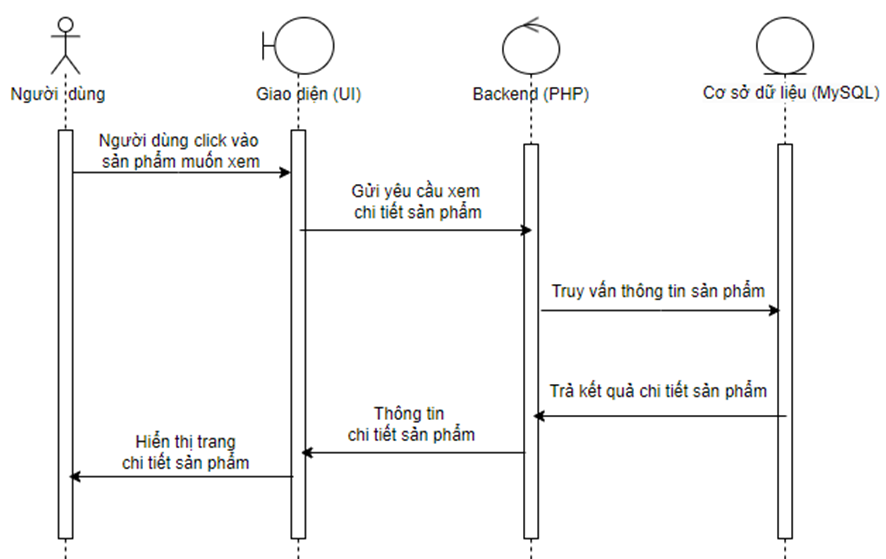 Người dùng
Giao diện (UI)
Backend (PHP)
Cơ sở dữ liệu (MySQL)
Người dùng click vào
sản phẩm muốn xem
Gửi yêu cầu xem
chi tiết sản phẩm
Truy vấn thông tin sản phẩm
Trả kết quả chi tiết sản phẩm
Thông tin
chi tiết sản phẩm
Hiển thị trang
chi tiết sản phẩm